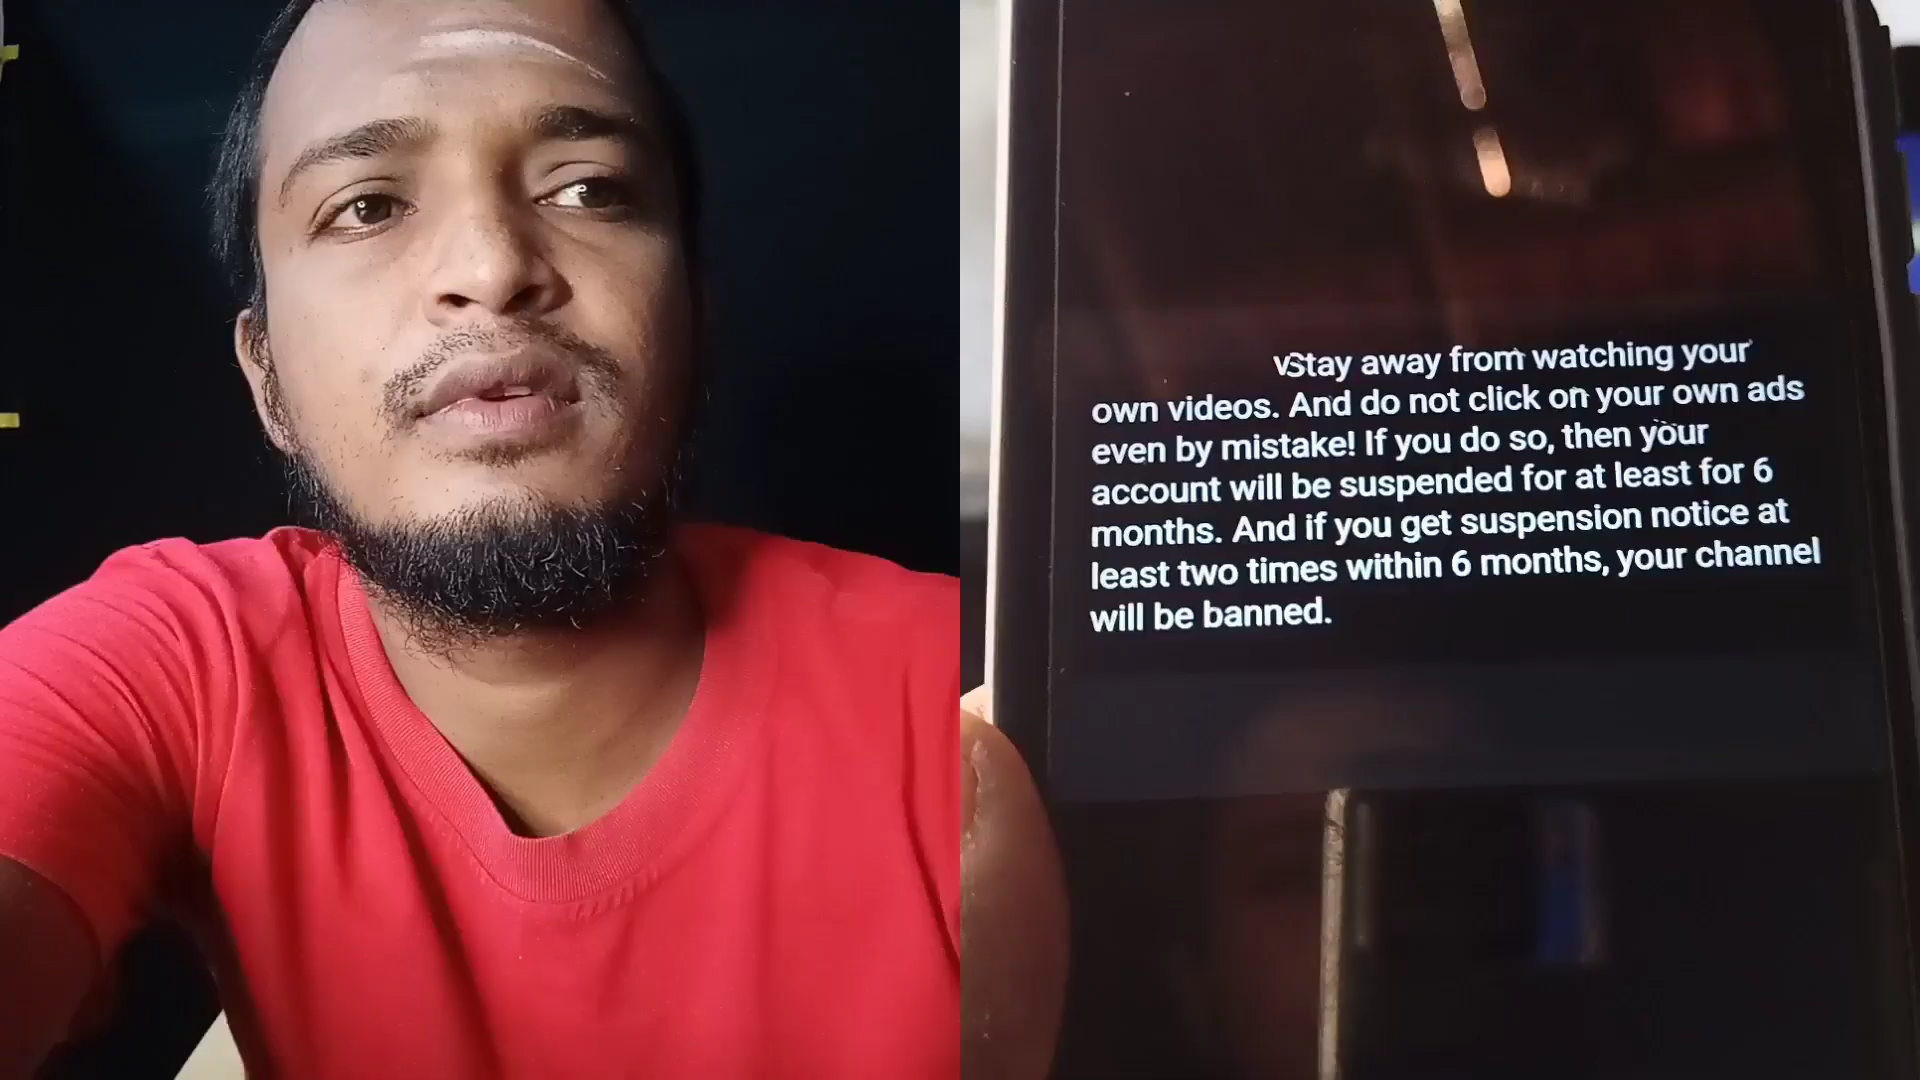 vStay away from watching your
own videos. And do not click on your own ads
even by mistake! If you do so, then your
account will be suspended for at least for 6
months. And if you get suspension notice at
least two times within 6 months, your channel
will be banned.